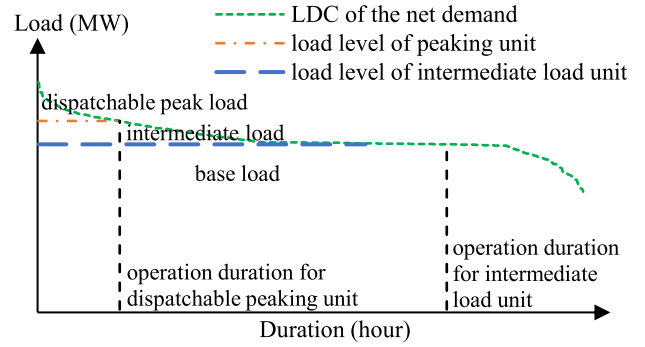 Load (MW)
LDC of the net demand
load level of peaking unit
load level of intermediate load unit
dispatchable peak load
intermediate load
base load
operation duration for
dispatchable peaking unit
operation duration
for intermediate
load unit
Duration (hour)